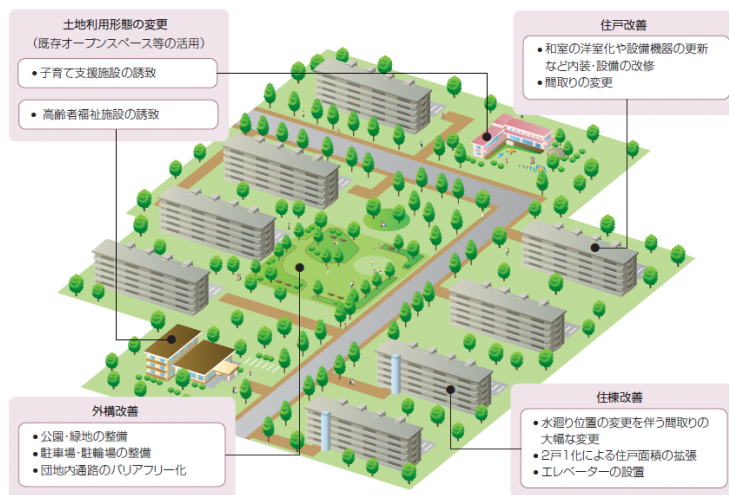 土地利用形態の変更
（既存オープンスペース等の活用）
●子育て支援施設の誘致
●高齢者福祉施設の誘致
住戸改善
●和室の洋室化や設備機器の更新
など内装・設備の改修
●間取りの変更
外構改善
●公園・緑地の整備
●駐車場・駐輪場の整備
●団地内通路のバリアフリー化
住棟改善
●水廻り位置の変更を伴う間取りの
大幅な変更
●2戸1化による住戸面積の拡張
●エレベーターの設置